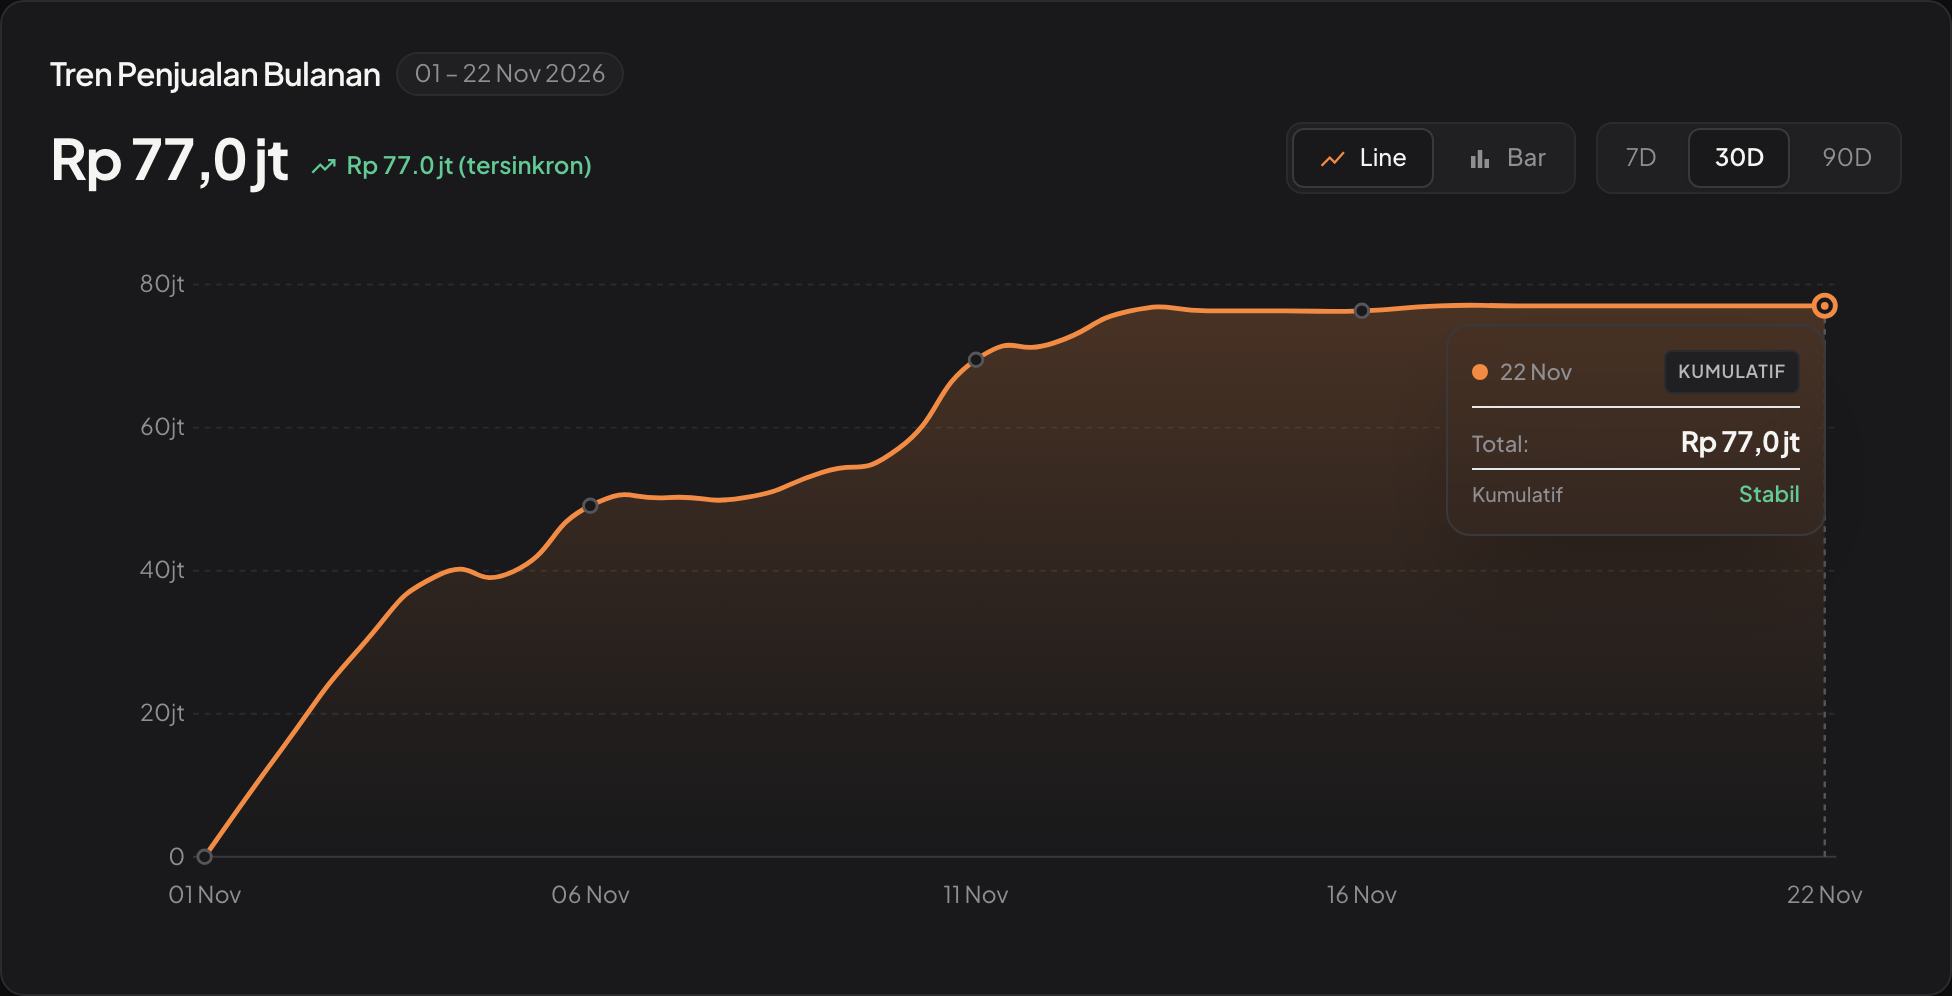 Tren Penjualan Bulanan
01 – 22 Nov 2026
Rp 77,0 jt
Rp 77.0 jt (tersinkron)
Line
Bar
7D
30D
90D
80jt
60jt
40jt
20jt
0
22 Nov
KUMULATIF
Total:
Rp 77,0 jt
Kumulatif
Stabil
01 Nov
06 Nov
11 Nov
16 Nov
22 Nov